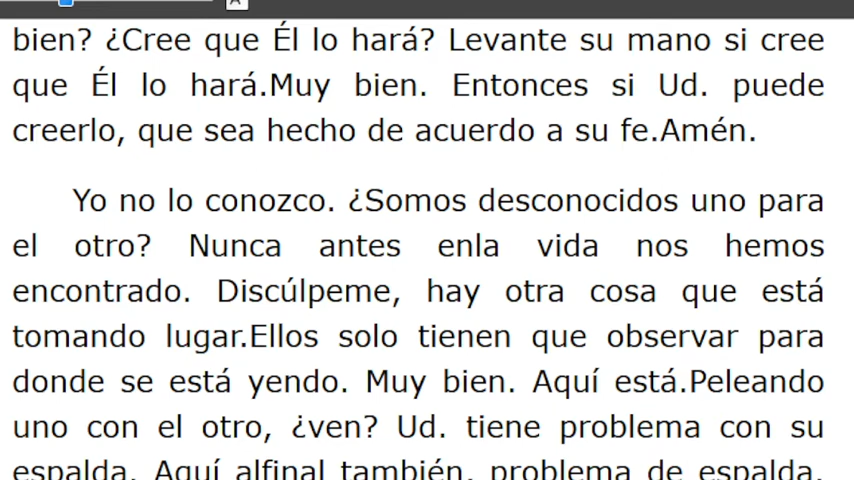 bien? ¿Cree que Él lo hará? Levante su mano si cree
que Él lo hará.Muy bien. Entonces si Ud. puede
creerlo, que sea hecho de acuerdo a su fe.Amén.
Yo no lo conozco. ¿Somos desconocidos uno para
el otro? Nunca antes enla vida nos hemos
encontrado. Discúlpeme, hay otra cosa que está
tomando lugar.Ellos solo tienen que observar para
donde se está yendo. Muy bien. Aquí está.Peleando
uno con el otro, ¿ven? Ud. tiene problema con su
espalda. Aquí alfinal también, problema de espalda.